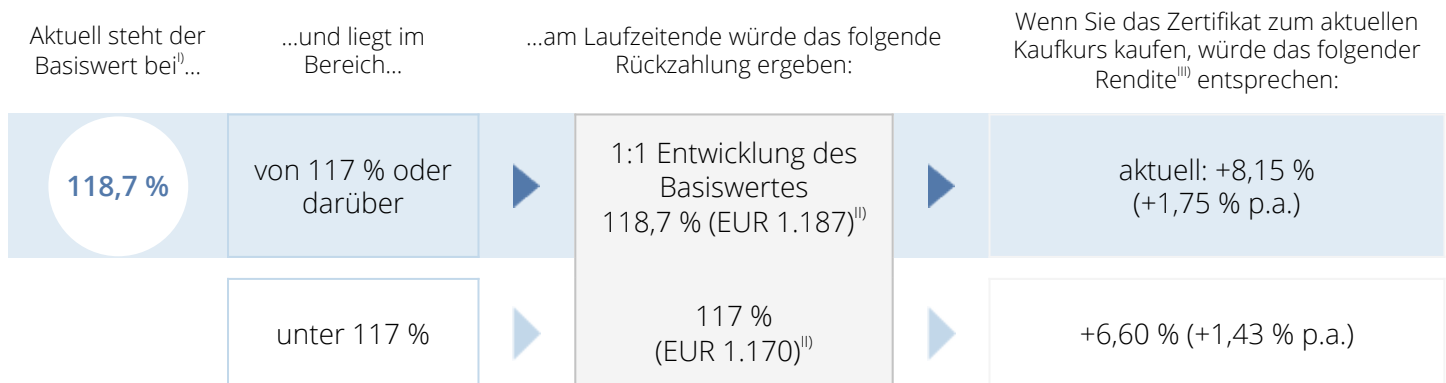 Aktuell steht der
Basiswert bei I)...
...und liegt im
Bereich...
...am Laufzeitende würde das folgende
Rückzahlung ergeben:
Wenn Sie das Zertifikat zum aktuellen
Kaufkurs kaufen, würde das folgender
Rendite III) entsprechen:
118,7 %
von 117 % oder
darüber
1:1 Entwicklung des
Basiswertes
118,7 % (EUR 1.187) II)
aktuell: +8,15 %
(+1,75 % p.a.)
unter 117 %
117 %
(EUR 1.170) II)
+6,60 % (+1,43 % p.a.)